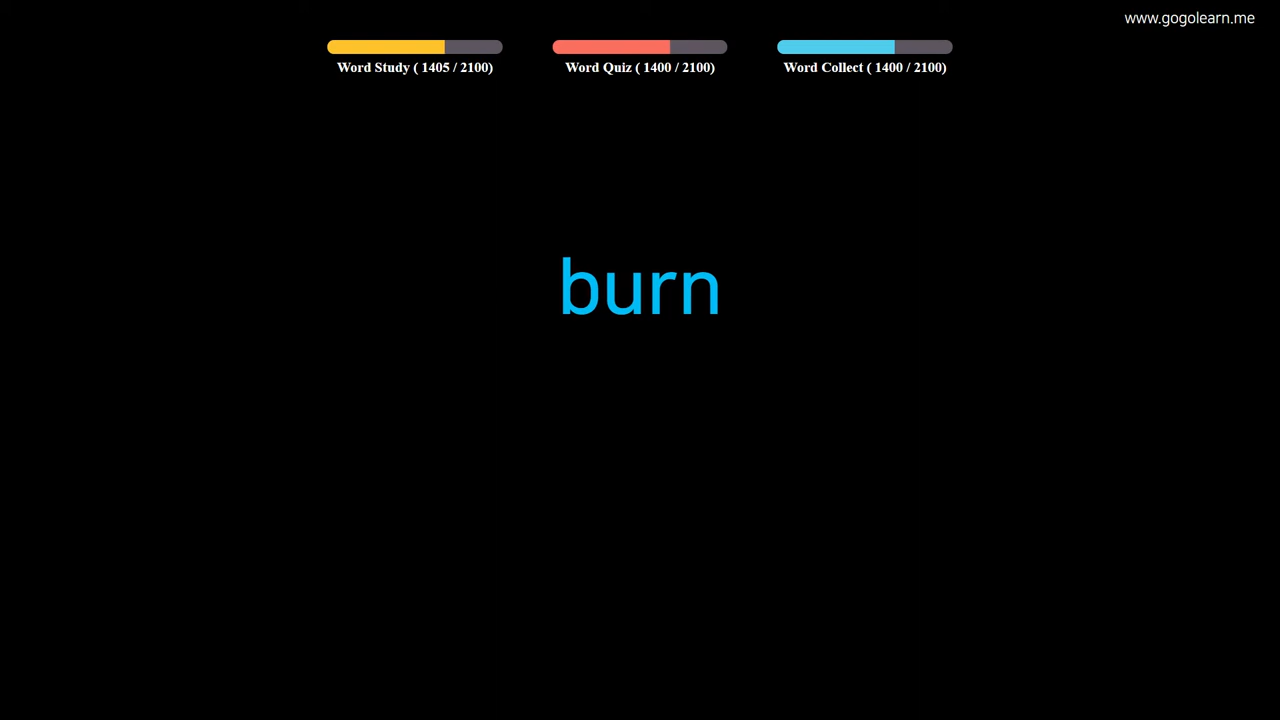 www.gogolearn.me
Word Study ( 1405 / 2100)
Word Quiz ( 1400 / 2100)
Word Collect ( 1400 / 2100)
burn